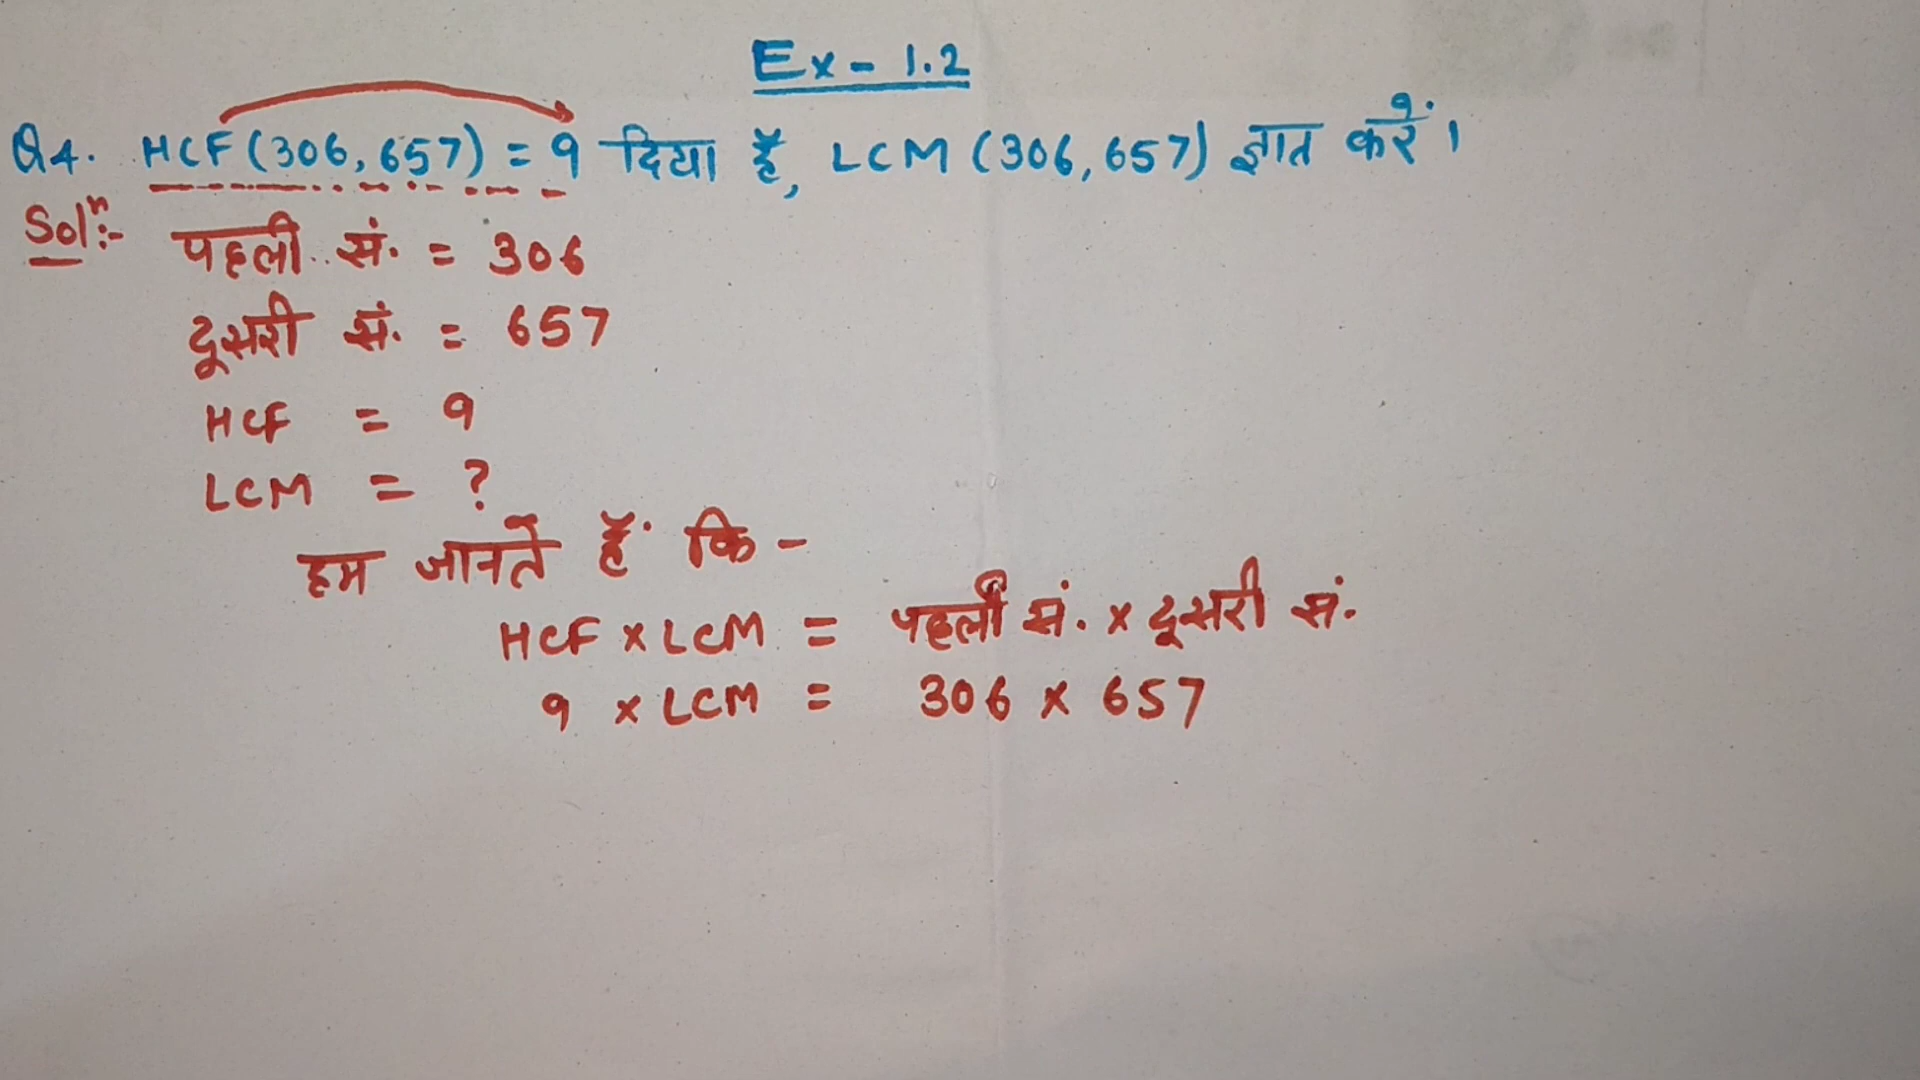 Ex - 1.2
Q4. HCF (306, 657) = 9 दिया है, LCM (306, 657) ज्ञात करें।
Solⁿ:- पहली सं. = 306
दूसरी सं. = 657
HCF = 9
LCM = ?
हम जानते हैं कि -
HCF × LCM = पहली सं. × दूसरी सं.
9 × LCM = 306 × 657